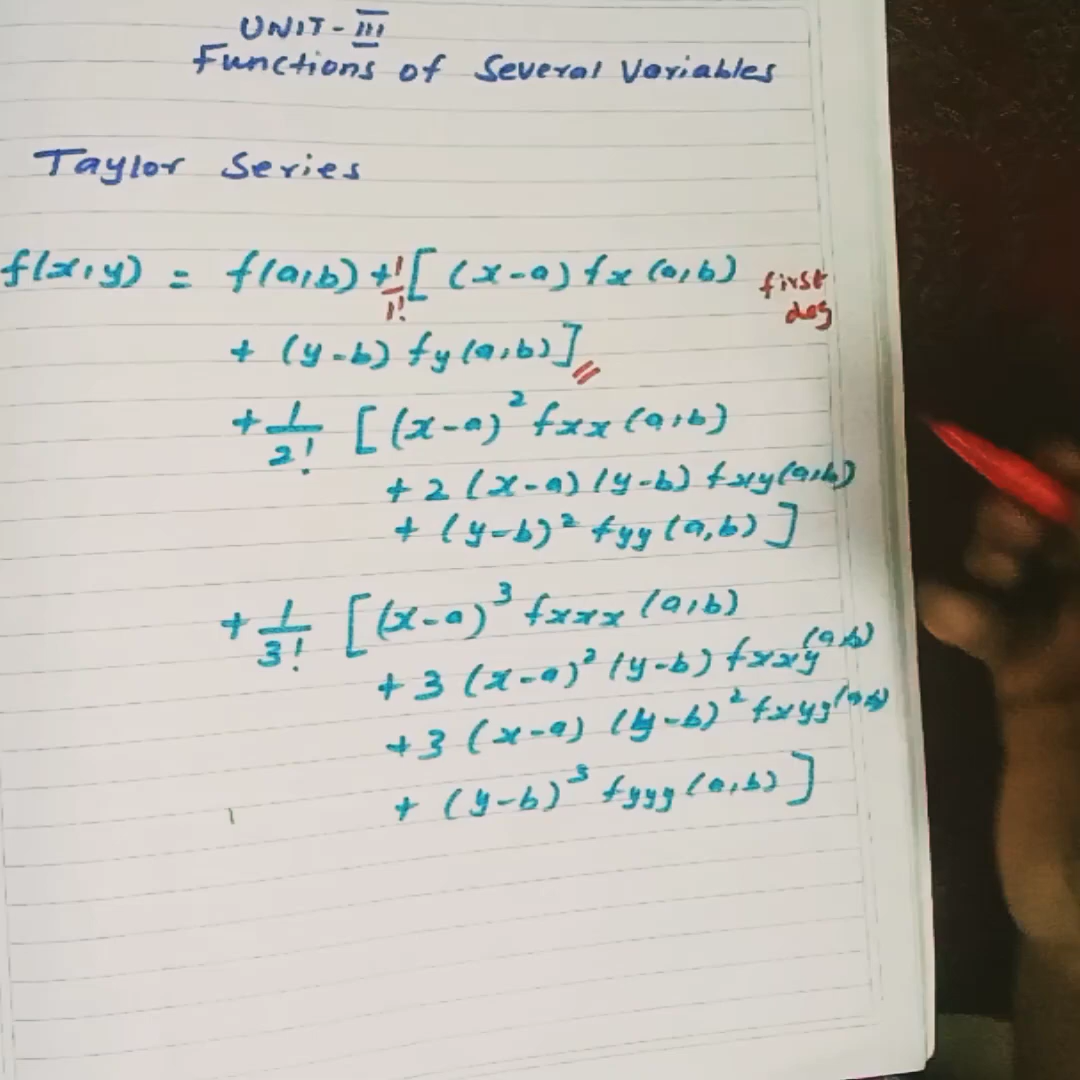 UNIT-III
Functions of Several Variables
Taylor Series
f(x,y) = f(a,b) + 1/1! [ (x-a) fx (a,b) first deg
+ (y-b) fy (a,b) ]
+ 1/2! [ (x-a)² fxx (a,b)
+ 2 (x-a) (y-b) fxy (a,b)
+ (y-b)² fyy (a,b) ]
+ 1/3! [ (x-a)³ fxxx (a,b)
+ 3 (x-a)² (y-b) fxxy (a,b)
+ 3 (x-a) (y-b)² fxyy (a,b)
+ (y-b)³ fyyy (a,b) ]